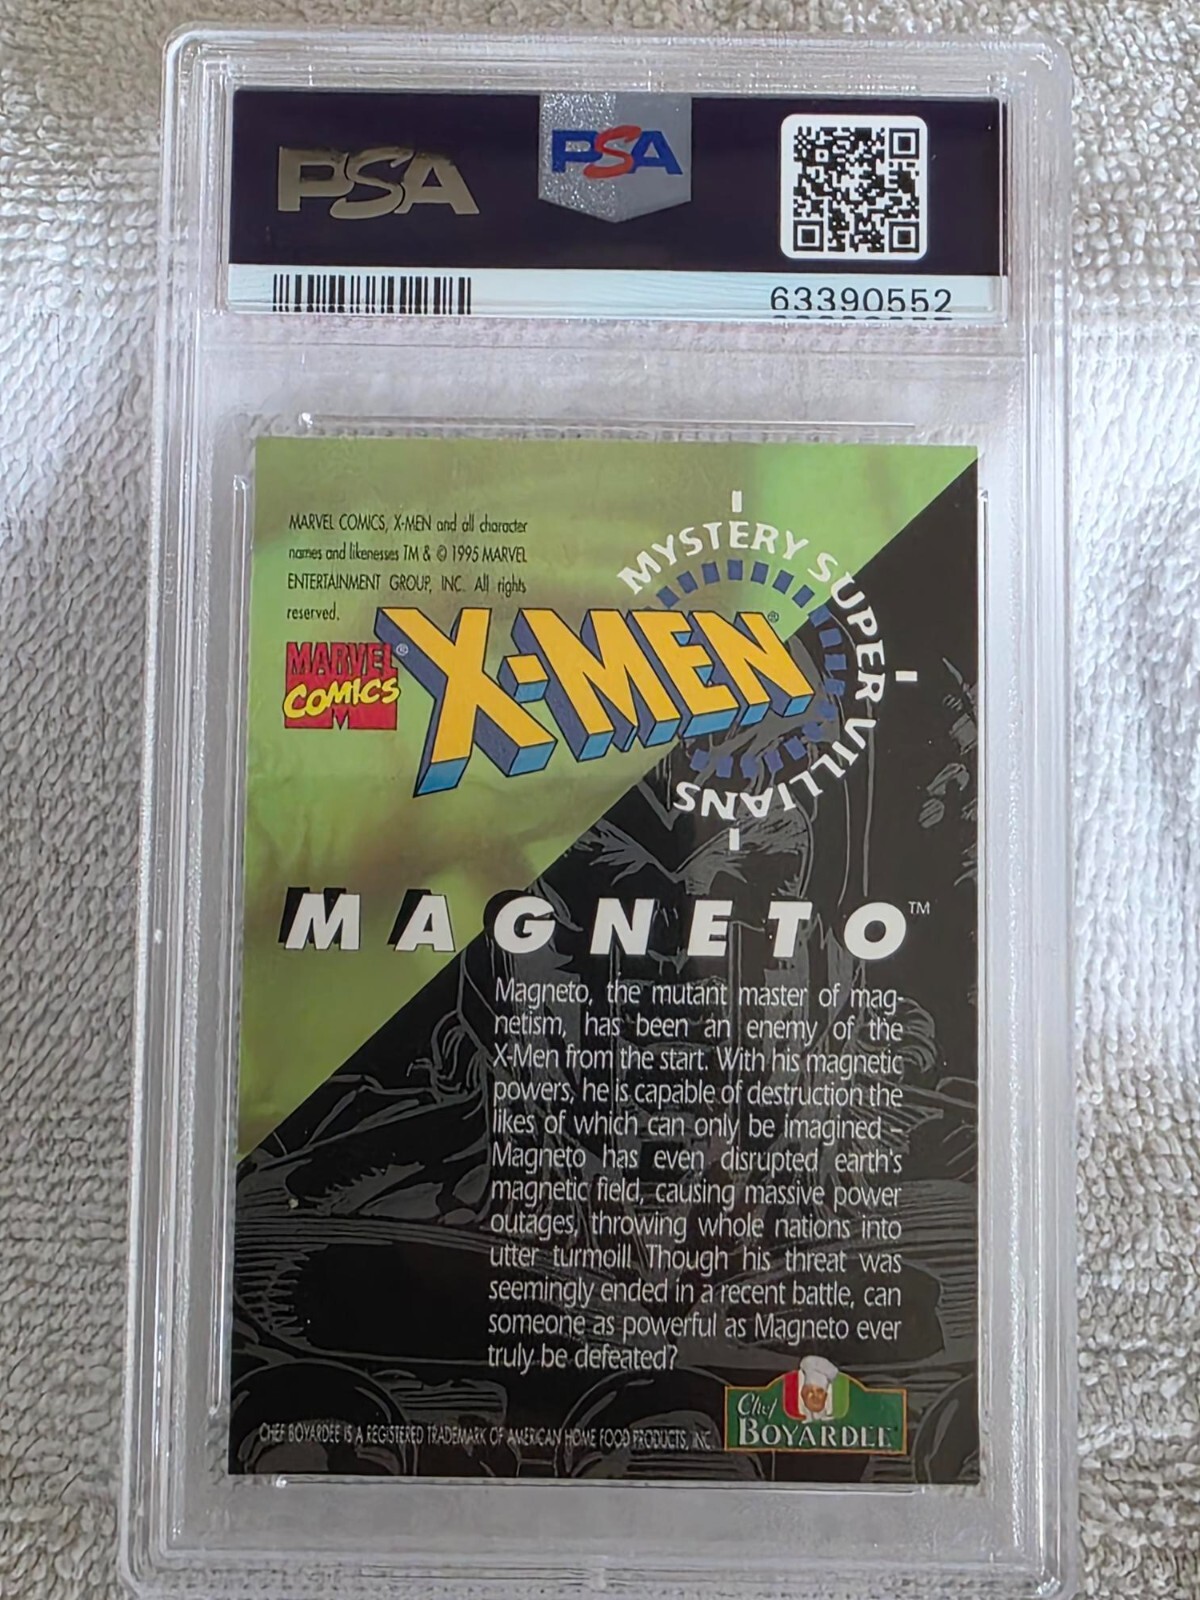 PSA
PSA
63390552
MARVEL COMICS, X-MEN and all character
names and likenesses TM & © 1995 MARVEL
ENTERTAINMENT GROUP, INC. All rights
reserved.
MYSTERY SUPER VILLIANS
MARVEL®
COMICS
X-MEN®
MAGNETO™
Magneto, the mutant master of mag-
netism, has been an enemy of the
X-Men from the start. With his magnetic
powers, he is capable of destruction the
likes of which can only be imagined –
Magneto has even disrupted earth's
magnetic field, causing massive power
outages, throwing whole nations into
utter turmoil! Though his threat was
seemingly ended in a recent battle, can
someone as powerful as Magneto ever
truly be defeated?
CHEF BOYARDEE IS A REGISTERED TRADEMARK OF AMERICAN HOME FOOD PRODUCTS, INC.
Chef
BOYARDEE